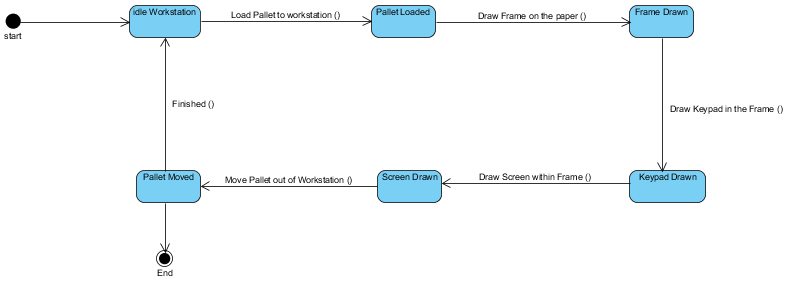 idle Workstation
Load Pallet to workstation ()
Pallet Loaded
Draw Frame on the paper ()
Frame Drawn
start
Finished ()
Draw Keypad in the Frame ()
Pallet Moved
Move Pallet out of Workstation ()
Screen Drawn
Draw Screen within Frame ()
Keypad Drawn
End